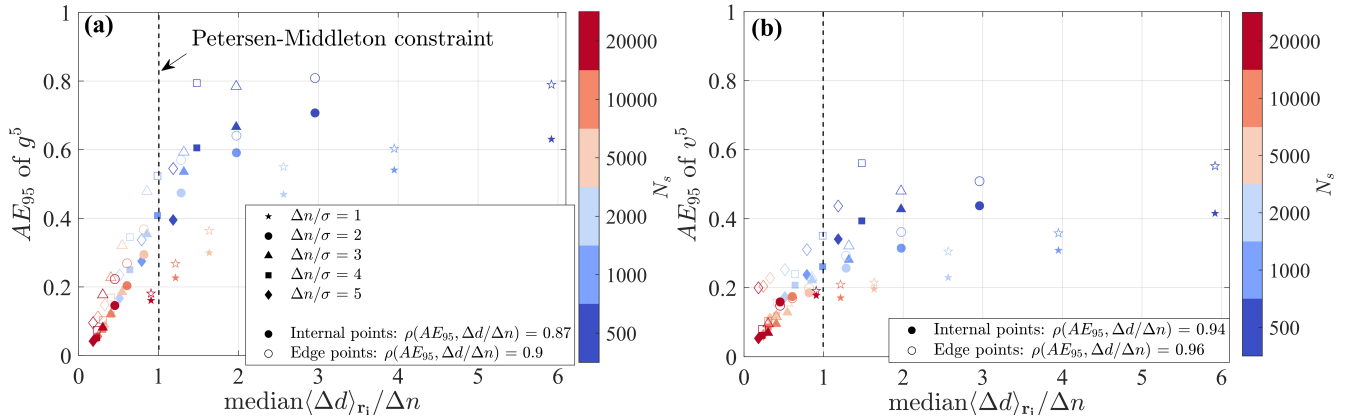 (a)
Petersen-Middleton constraint
AE₉₅ of g⁵
0
0.2
0.4
0.6
0.8
1
0
1
2
3
4
5
6
median⟨Δd⟩_{r_i}/Δn
Δn/σ = 1
Δn/σ = 2
Δn/σ = 3
Δn/σ = 4
Δn/σ = 5
Internal points: ρ(AE₉₅, Δd/Δn) = 0.87
Edge points: ρ(AE₉₅, Δd/Δn) = 0.9
20000
10000
5000
2000
1000
500
N_s
(b)
AE₉₅ of v⁵
0
0.2
0.4
0.6
0.8
1
0
1
2
3
4
5
6
median⟨Δd⟩_{r_i}/Δn
Internal points: ρ(AE₉₅, Δd/Δn) = 0.94
Edge points: ρ(AE₉₅, Δd/Δn) = 0.96
20000
10000
5000
2000
1000
500
N_s